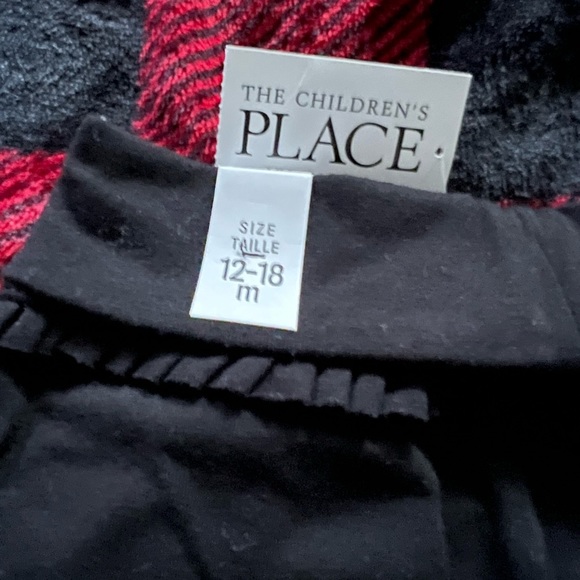 THE CHILDREN'S
PLACE
SIZE
TAILLE
12-18
m